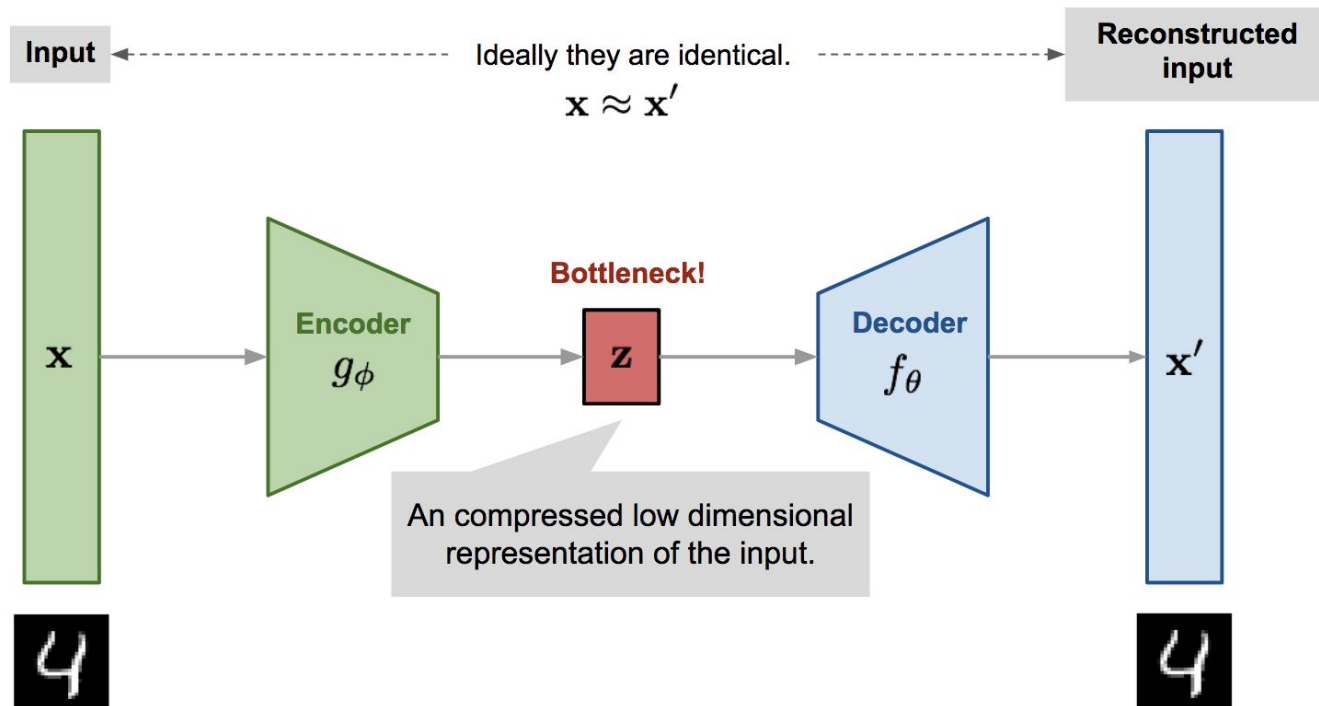 Input
Ideally they are identical.
x ≈ x′
Reconstructed
input
x
Encoder
gϕ
Bottleneck!
z
Decoder
fθ
x′
An compressed low dimensional
representation of the input.
4
4